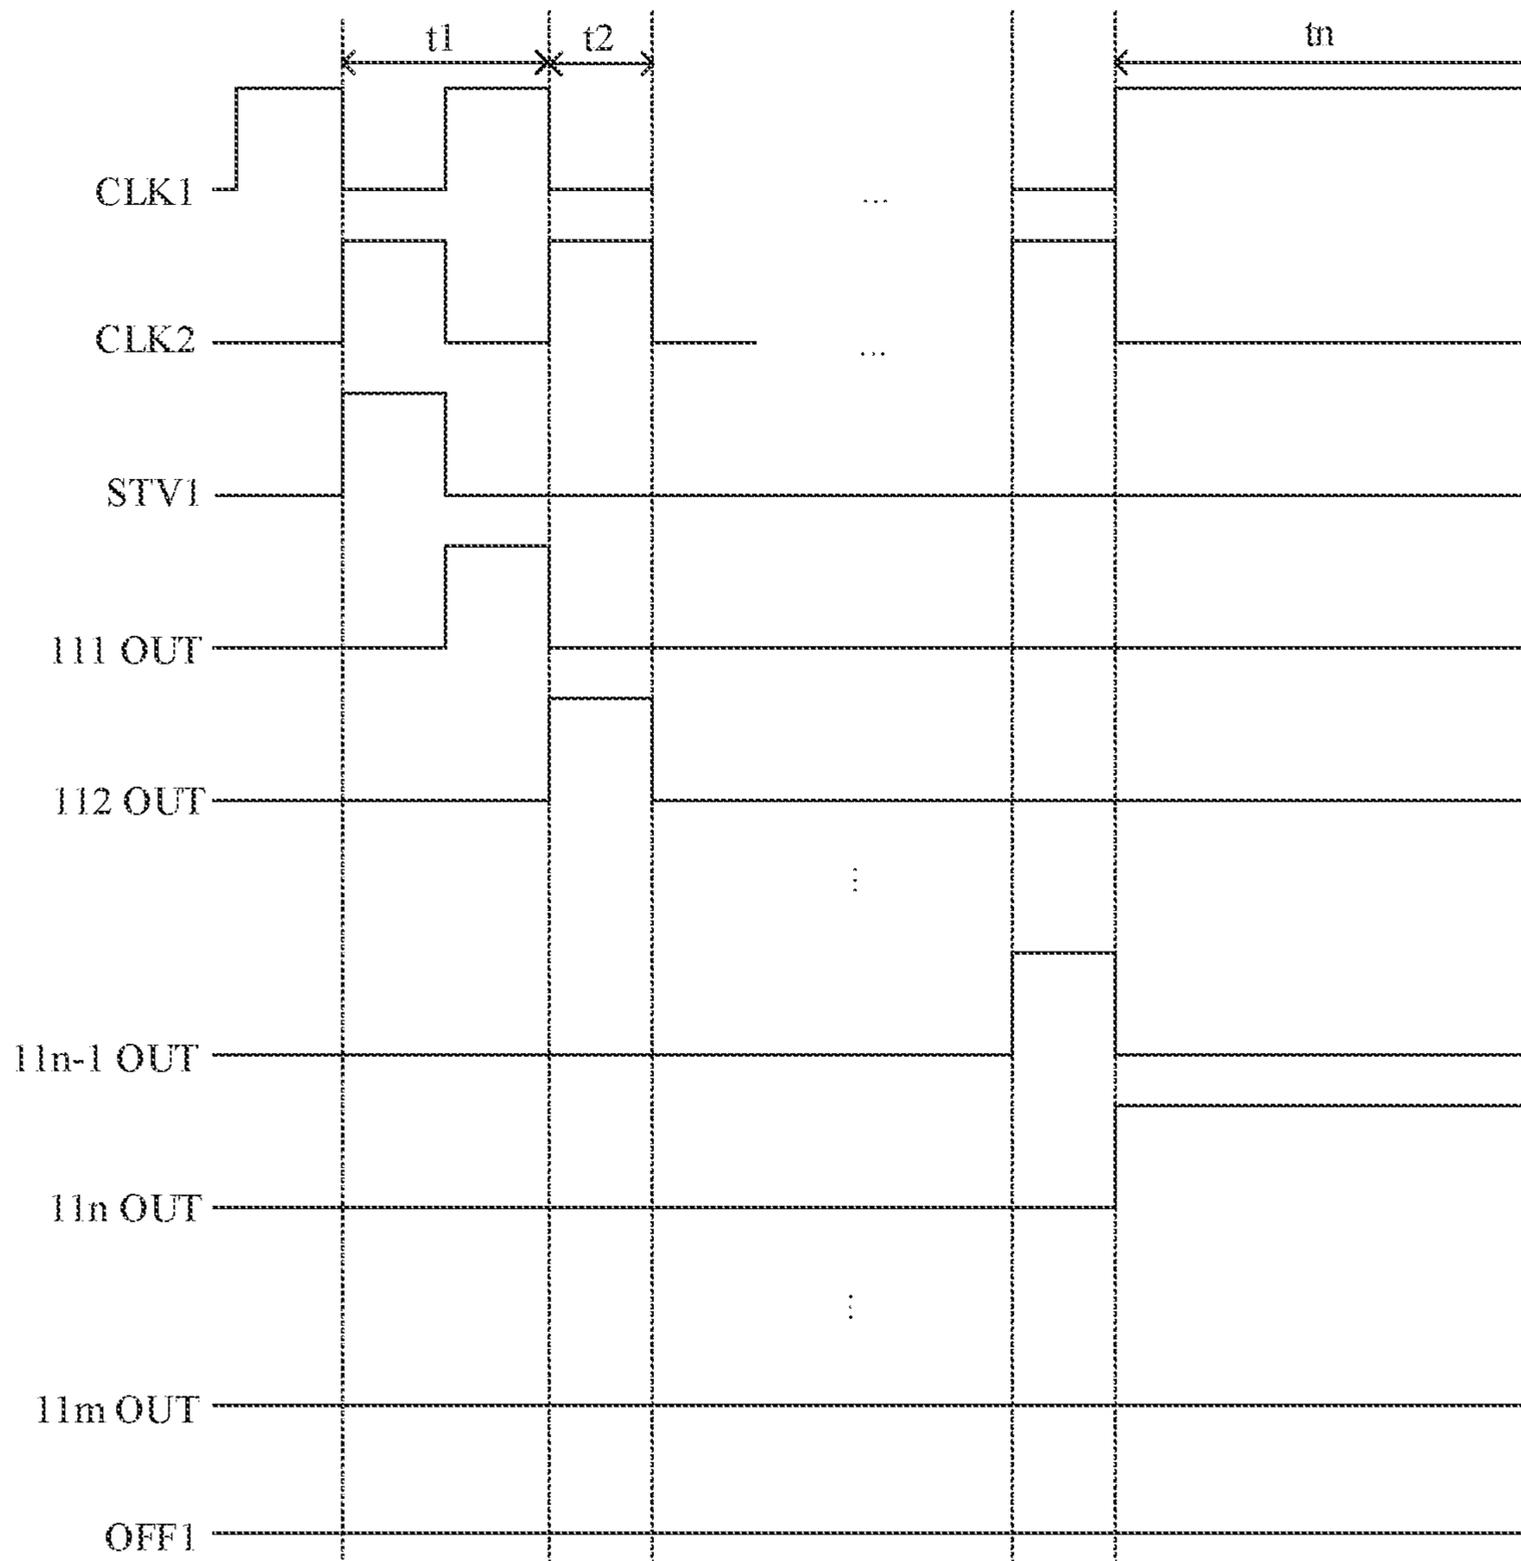 t1 t2 tn
CLK1 ...
CLK2 ...
STV1
111 OUT
112 OUT
⋮
11n-1 OUT
11n OUT
⋮
11m OUT
OFF1